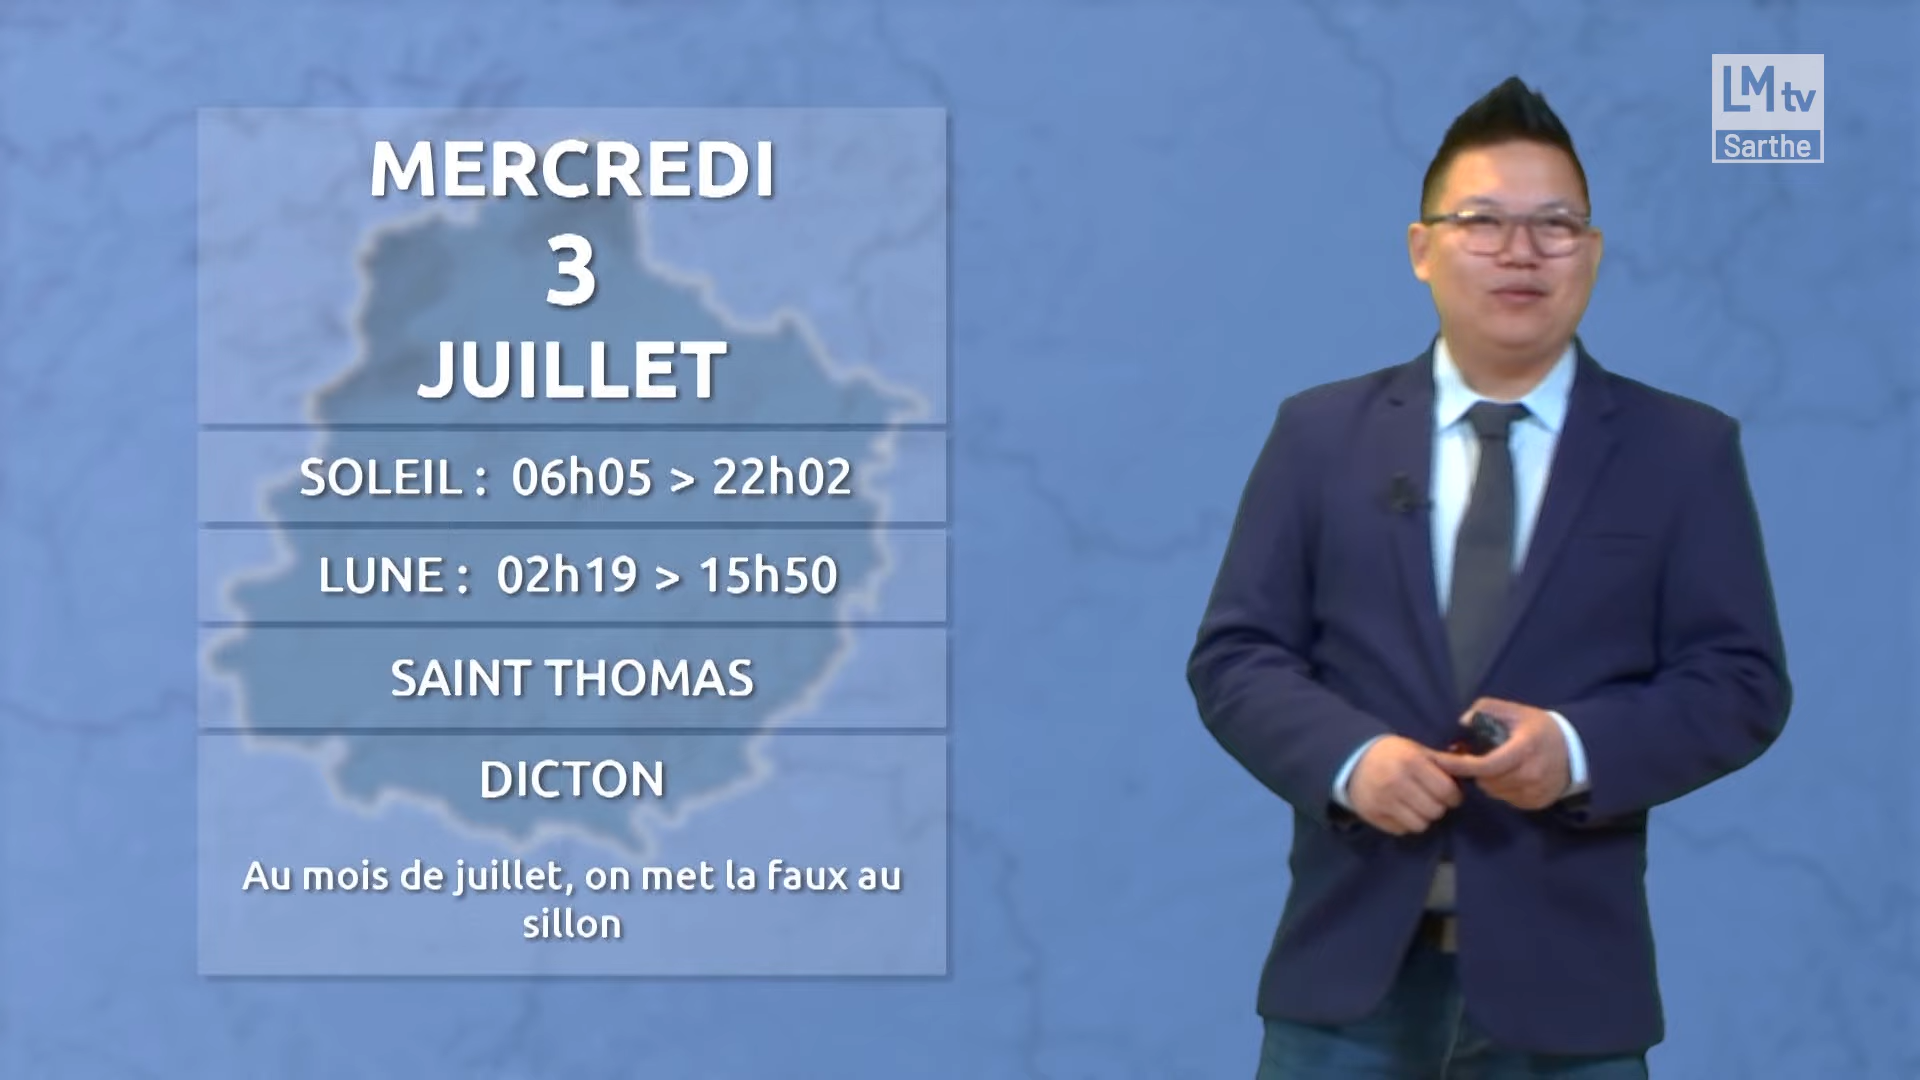 LM tv
Sarthe
MERCREDI
3
JUILLET
SOLEIL : 06h05 > 22h02
LUNE : 02h19 > 15h50
SAINT THOMAS
DICTON
Au mois de juillet, on met la faux au
sillon